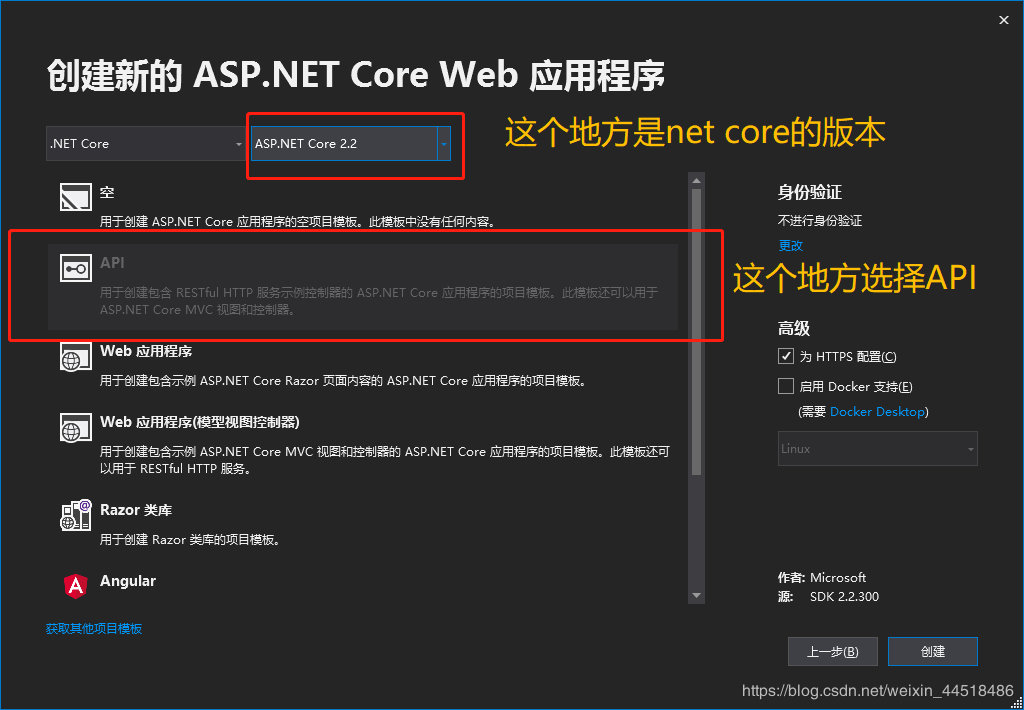 创建新的 ASP.NET Core Web 应用程序
.NET Core
ASP.NET Core 2.2
这个地方是net core的版本
空
用于创建 ASP.NET Core 应用程序的空项目模板。此模板中没有任何内容。
API
用于创建包含 RESTful HTTP 服务示例控制器的 ASP.NET Core 应用程序的项目模板。此模板还可以用于
ASP.NET Core MVC 视图和控制器。
Web 应用程序
用于创建包含示例 ASP.NET Core Razor 页面内容的 ASP.NET Core 应用程序的项目模板。
Web 应用程序(模型视图控制器)
用于创建包含示例 ASP.NET Core MVC 视图和控制器的 ASP.NET Core 应用程序的项目模板。此模板还可
以用于 RESTful HTTP 服务。
Razor 类库
用于创建 Razor 类库的项目模板。
Angular
获取其他项目模板
身份验证
不进行身份验证
更改
这个地方选择API
高级
为 HTTPS 配置(C)
启用 Docker 支持(E)
(需要 Docker Desktop)
Linux
作者: Microsoft
源: SDK 2.2.300
上一步(B)
创建
https://blog.csdn.net/weixin_44518486